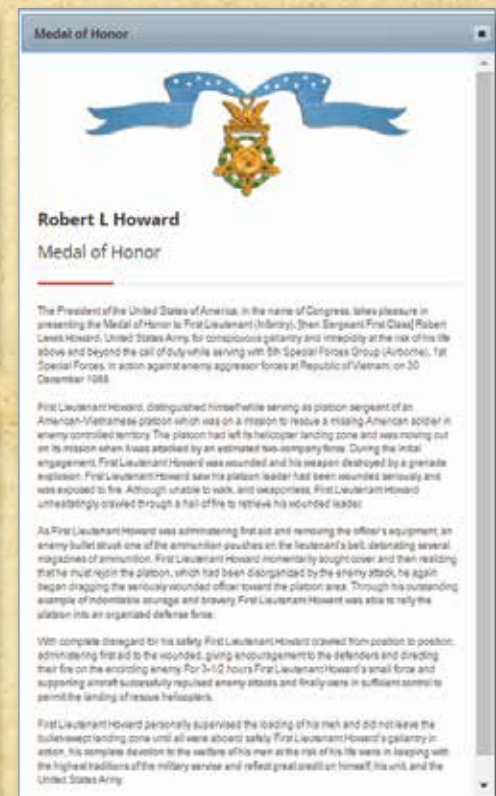 Medal of Honor
Robert L Howard
Medal of Honor
The President of the United States of America, in the name of Congress, takes pleasure in
presenting the Medal of Honor to First Lieutenant (Infantry), [then Sergeant First Class] Robert
Lewis Howard, United States Army, for conspicuous gallantry and intrepidity at the risk of his life
above and beyond the call of duty while serving with 5th Special Forces Group (Airborne), 1st
Special Forces, in action against enemy aggressor forces at Republic of Vietnam, on 30
December 1968
First Lieutenant Howard, distinguished himself while serving as platoon sergeant of an
American-Vietnamese platoon which was on a mission to rescue a missing American soldier in
enemy controlled territory. The platoon had left its helicopter landing zone and was moving out
on its mission when it was attacked by an estimated two-company force. During the initial
engagement, First Lieutenant Howard was wounded and his weapon destroyed by a grenade
explosion. First Lieutenant Howard saw his platoon leader had been wounded seriously and
was exposed to fire. Although unable to walk, and weaponless, First Lieutenant Howard
unhesitatingly crawled through a hail of fire to retrieve his wounded leader.
As First Lieutenant Howard was administering first aid and removing the officer's equipment, an
enemy bullet struck one of the ammunition pouches on the lieutenant's belt, detonating several
magazines of ammunition. First Lieutenant Howard momentarily sought cover and then realizing
that he must rejoin the platoon, which had been disorganized by the enemy attack, he again
began dragging the seriously wounded officer toward the platoon area. Through his outstanding
example of indomitable courage and bravery, First Lieutenant Howard was able to rally the
platoon into an organized defense force.
With complete disregard for his safety, First Lieutenant Howard crawled from position to position,
administering first aid to the wounded, giving encouragement to the defenders and directing
their fire on the encircling enemy. For 3-1/2 hours First Lieutenant Howard's small force and
supporting aircraft successfully repulsed enemy attacks and finally were in sufficient control to
permit the landing of rescue helicopters.
First Lieutenant Howard personally supervised the loading of his men and did not leave the
bullet-swept landing zone until all were aboard safely. First Lieutenant Howard's gallantry in
action, his complete devotion to the welfare of his men at the risk of his life were in keeping with
the highest traditions of the military service and reflect great credit on himself, his unit, and the
United States Army.